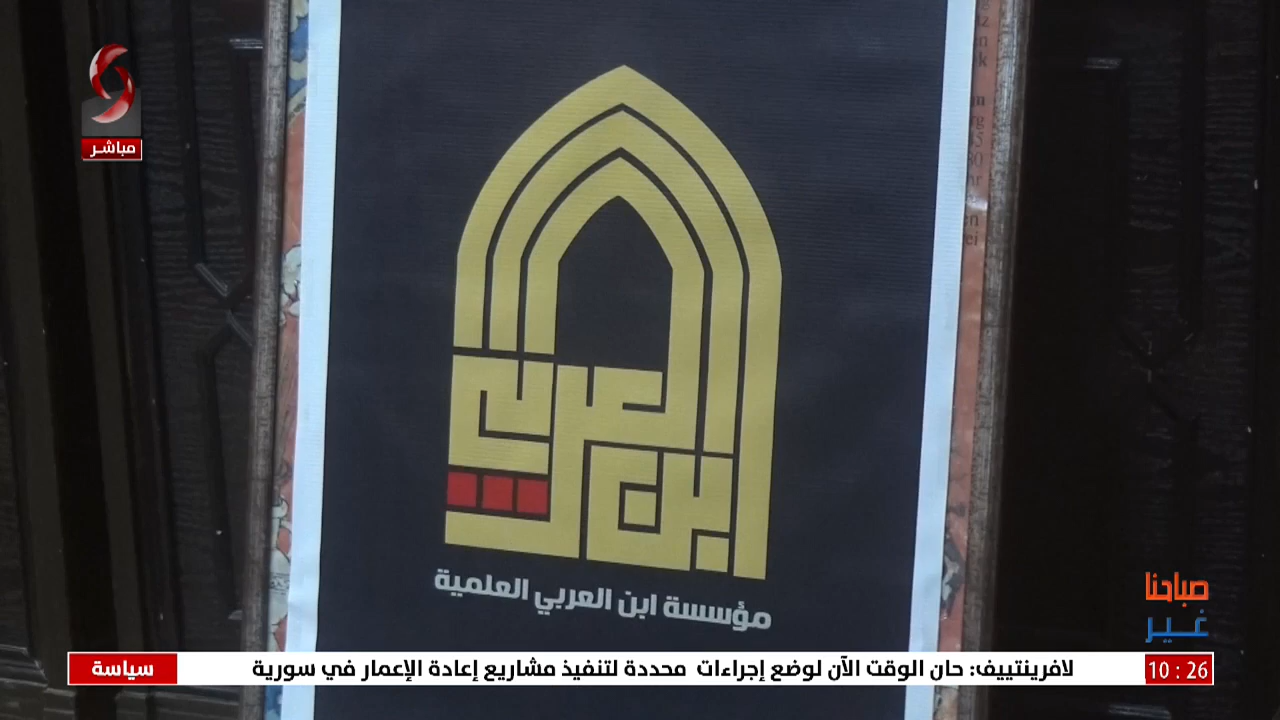 مباشر
ابن العربي
مؤسسة ابن العربي العلمية
صباحنا
غير
10 : 26
لافرينتييف: حان الوقت الآن لوضع إجراءات محددة لتنفيذ مشاريع إعادة الإعمار في سورية
سياسة